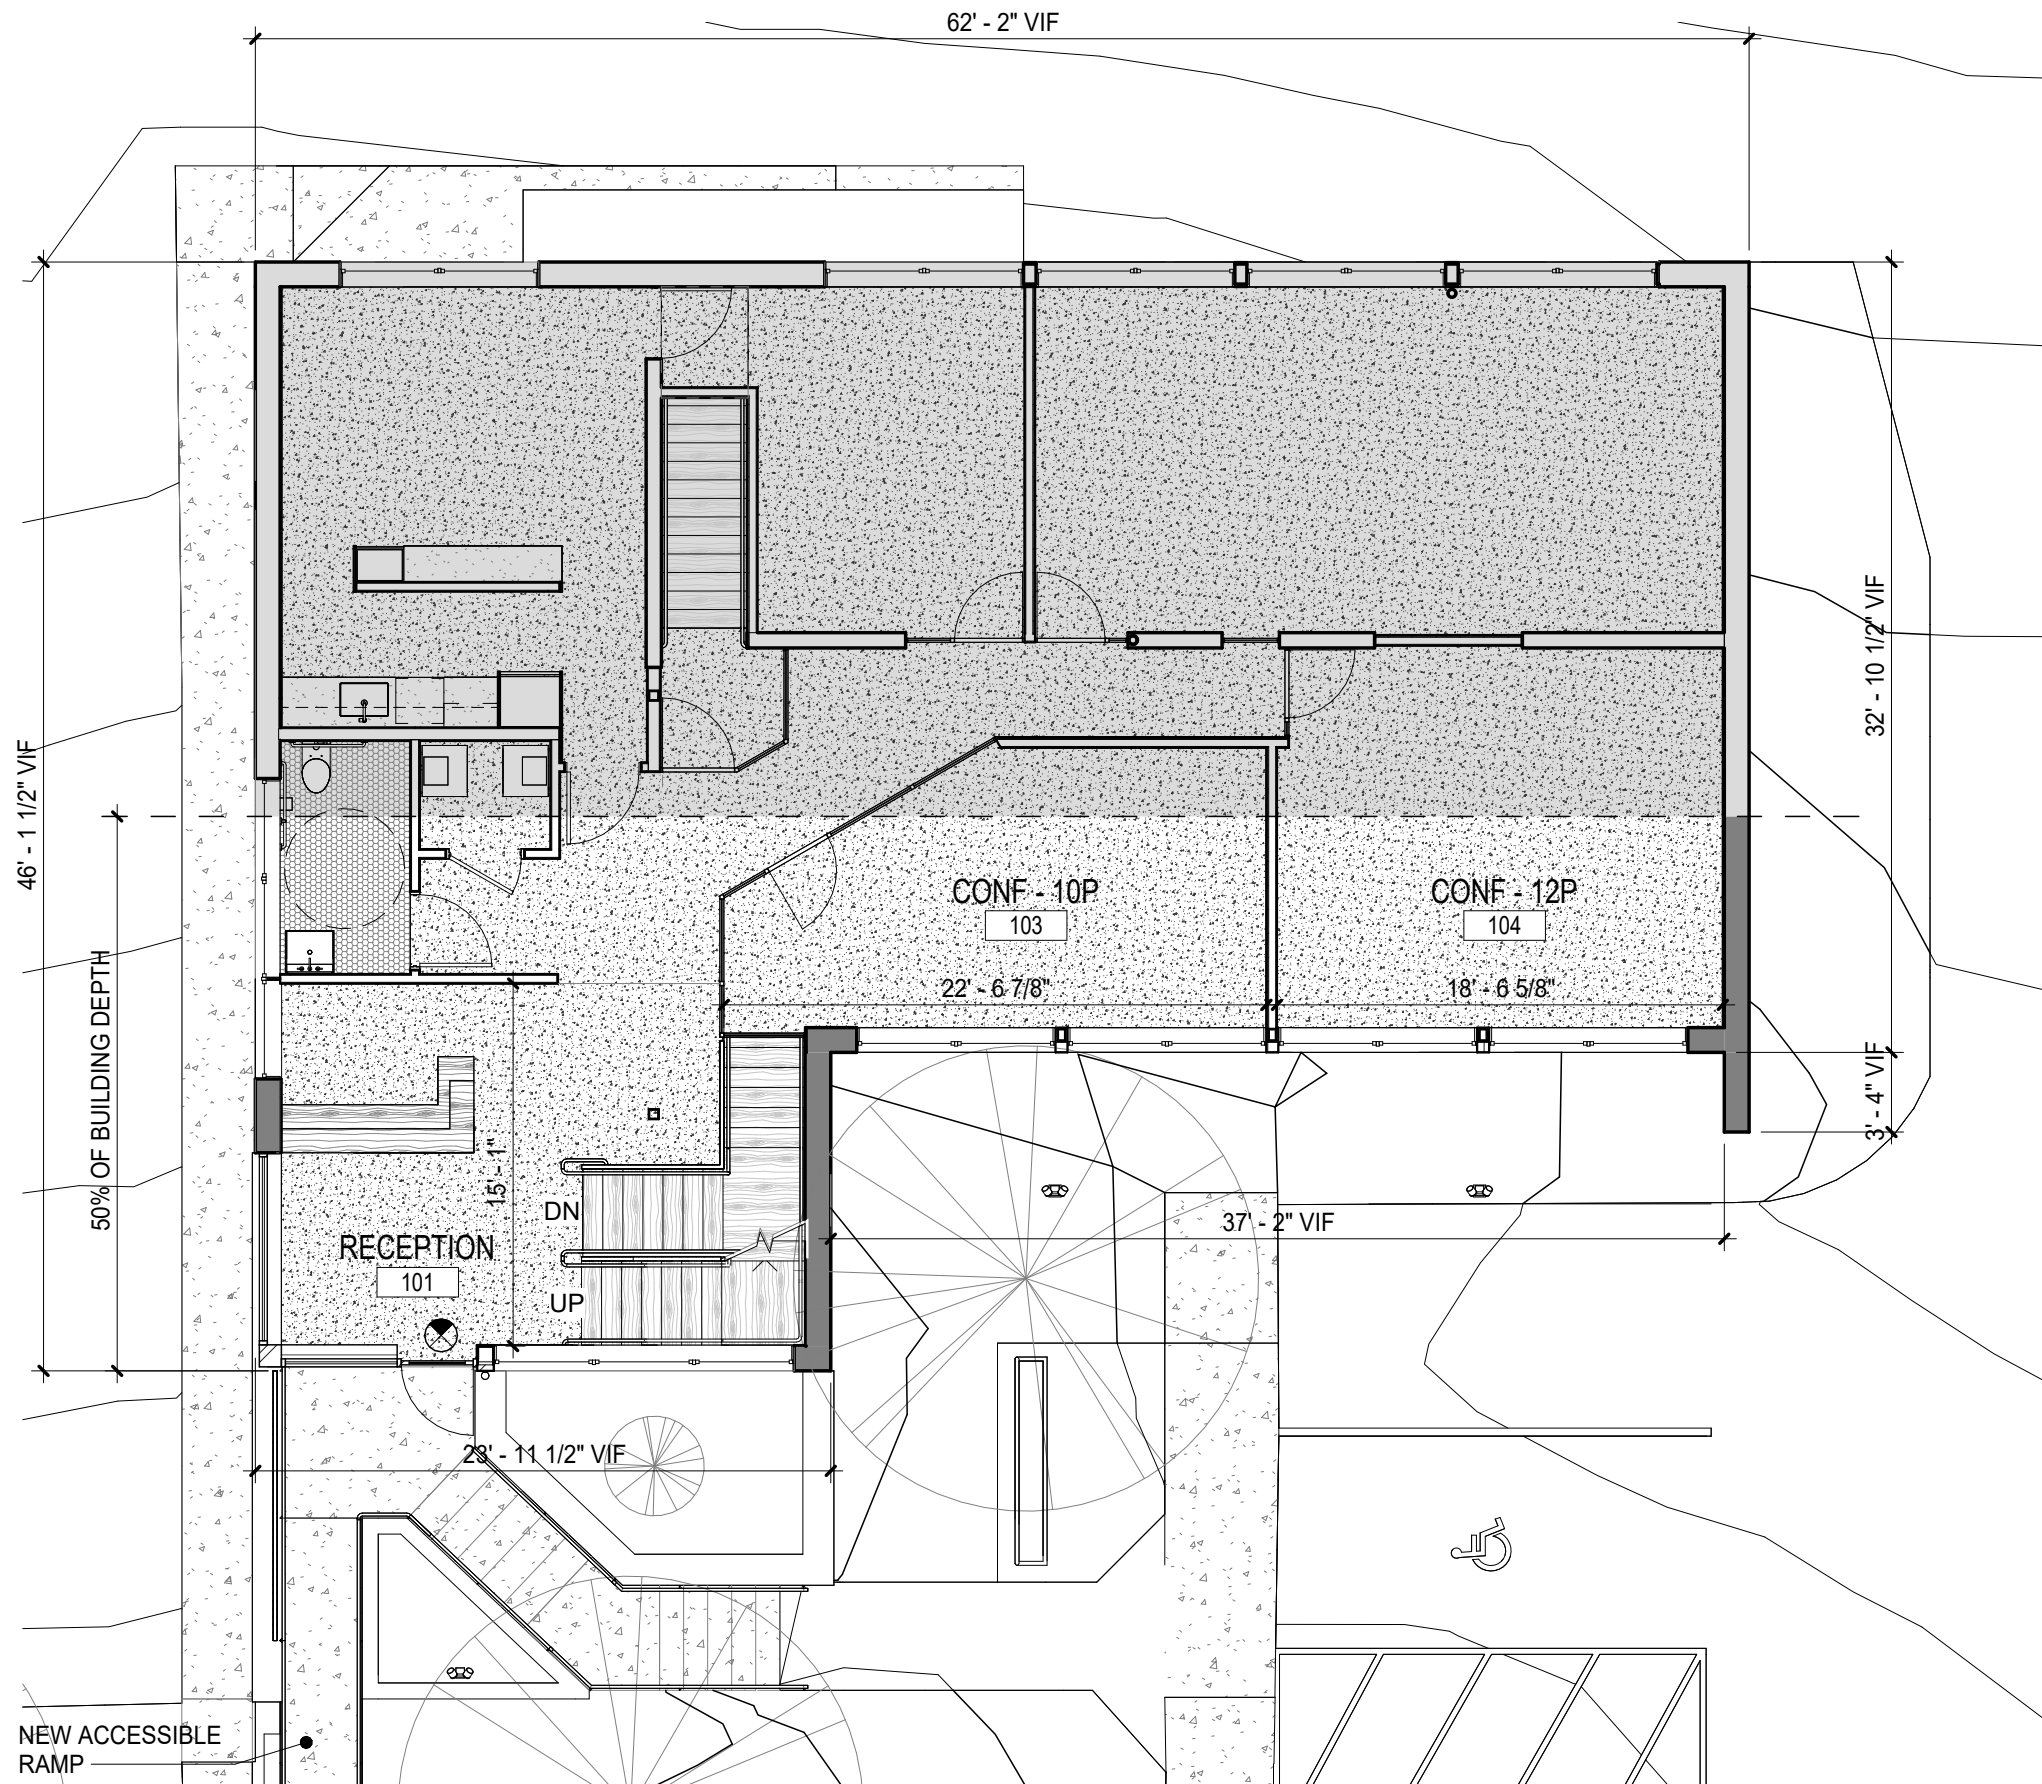 62' - 2" VIF
46' - 1 1/2" VIF
50% OF BUILDING DEPTH
32' - 10 1/2" VIF
3' - 4" VIF
CONF - 10P
103
22' - 6 7/8"
CONF - 12P
104
18' - 6 5/8"
15' - 1"
DN
37' - 2" VIF
RECEPTION
101
UP
23' - 11 1/2" VIF
NEW ACCESSIBLE
RAMP